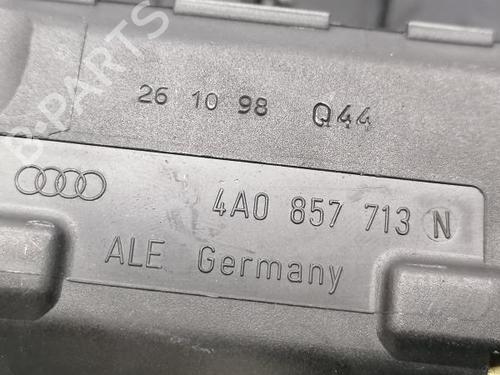 26 10 98 Q44
4A0 857 713 N
ALE Germany
B-PARTS